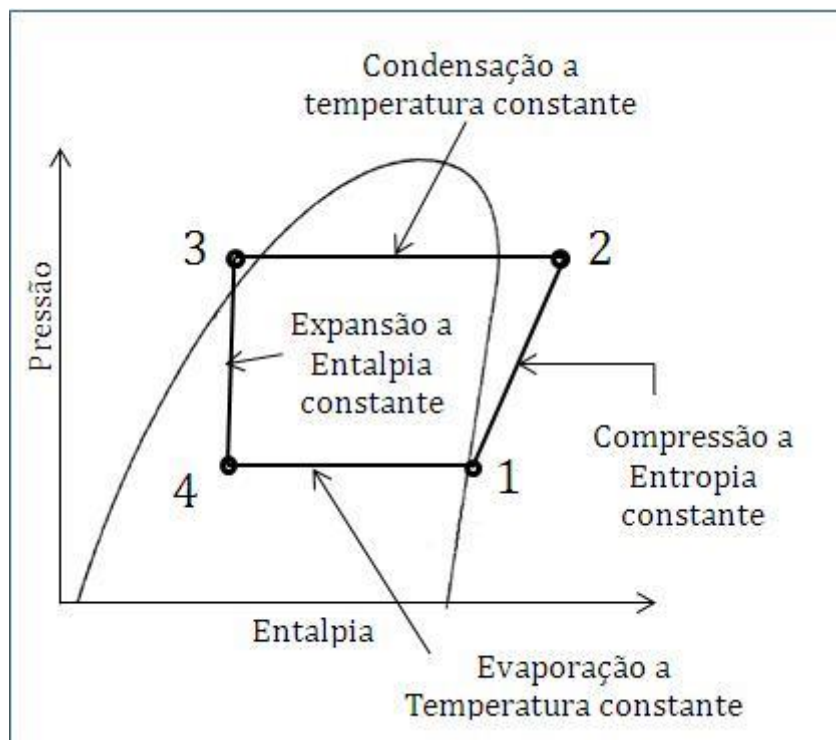 Condensação a
temperatura constante
3
2
Pressão
Expansão a
Entalpia
constante
Compressão a
Entropia
constante
4
1
Entalpia
Evaporação a
Temperatura constante